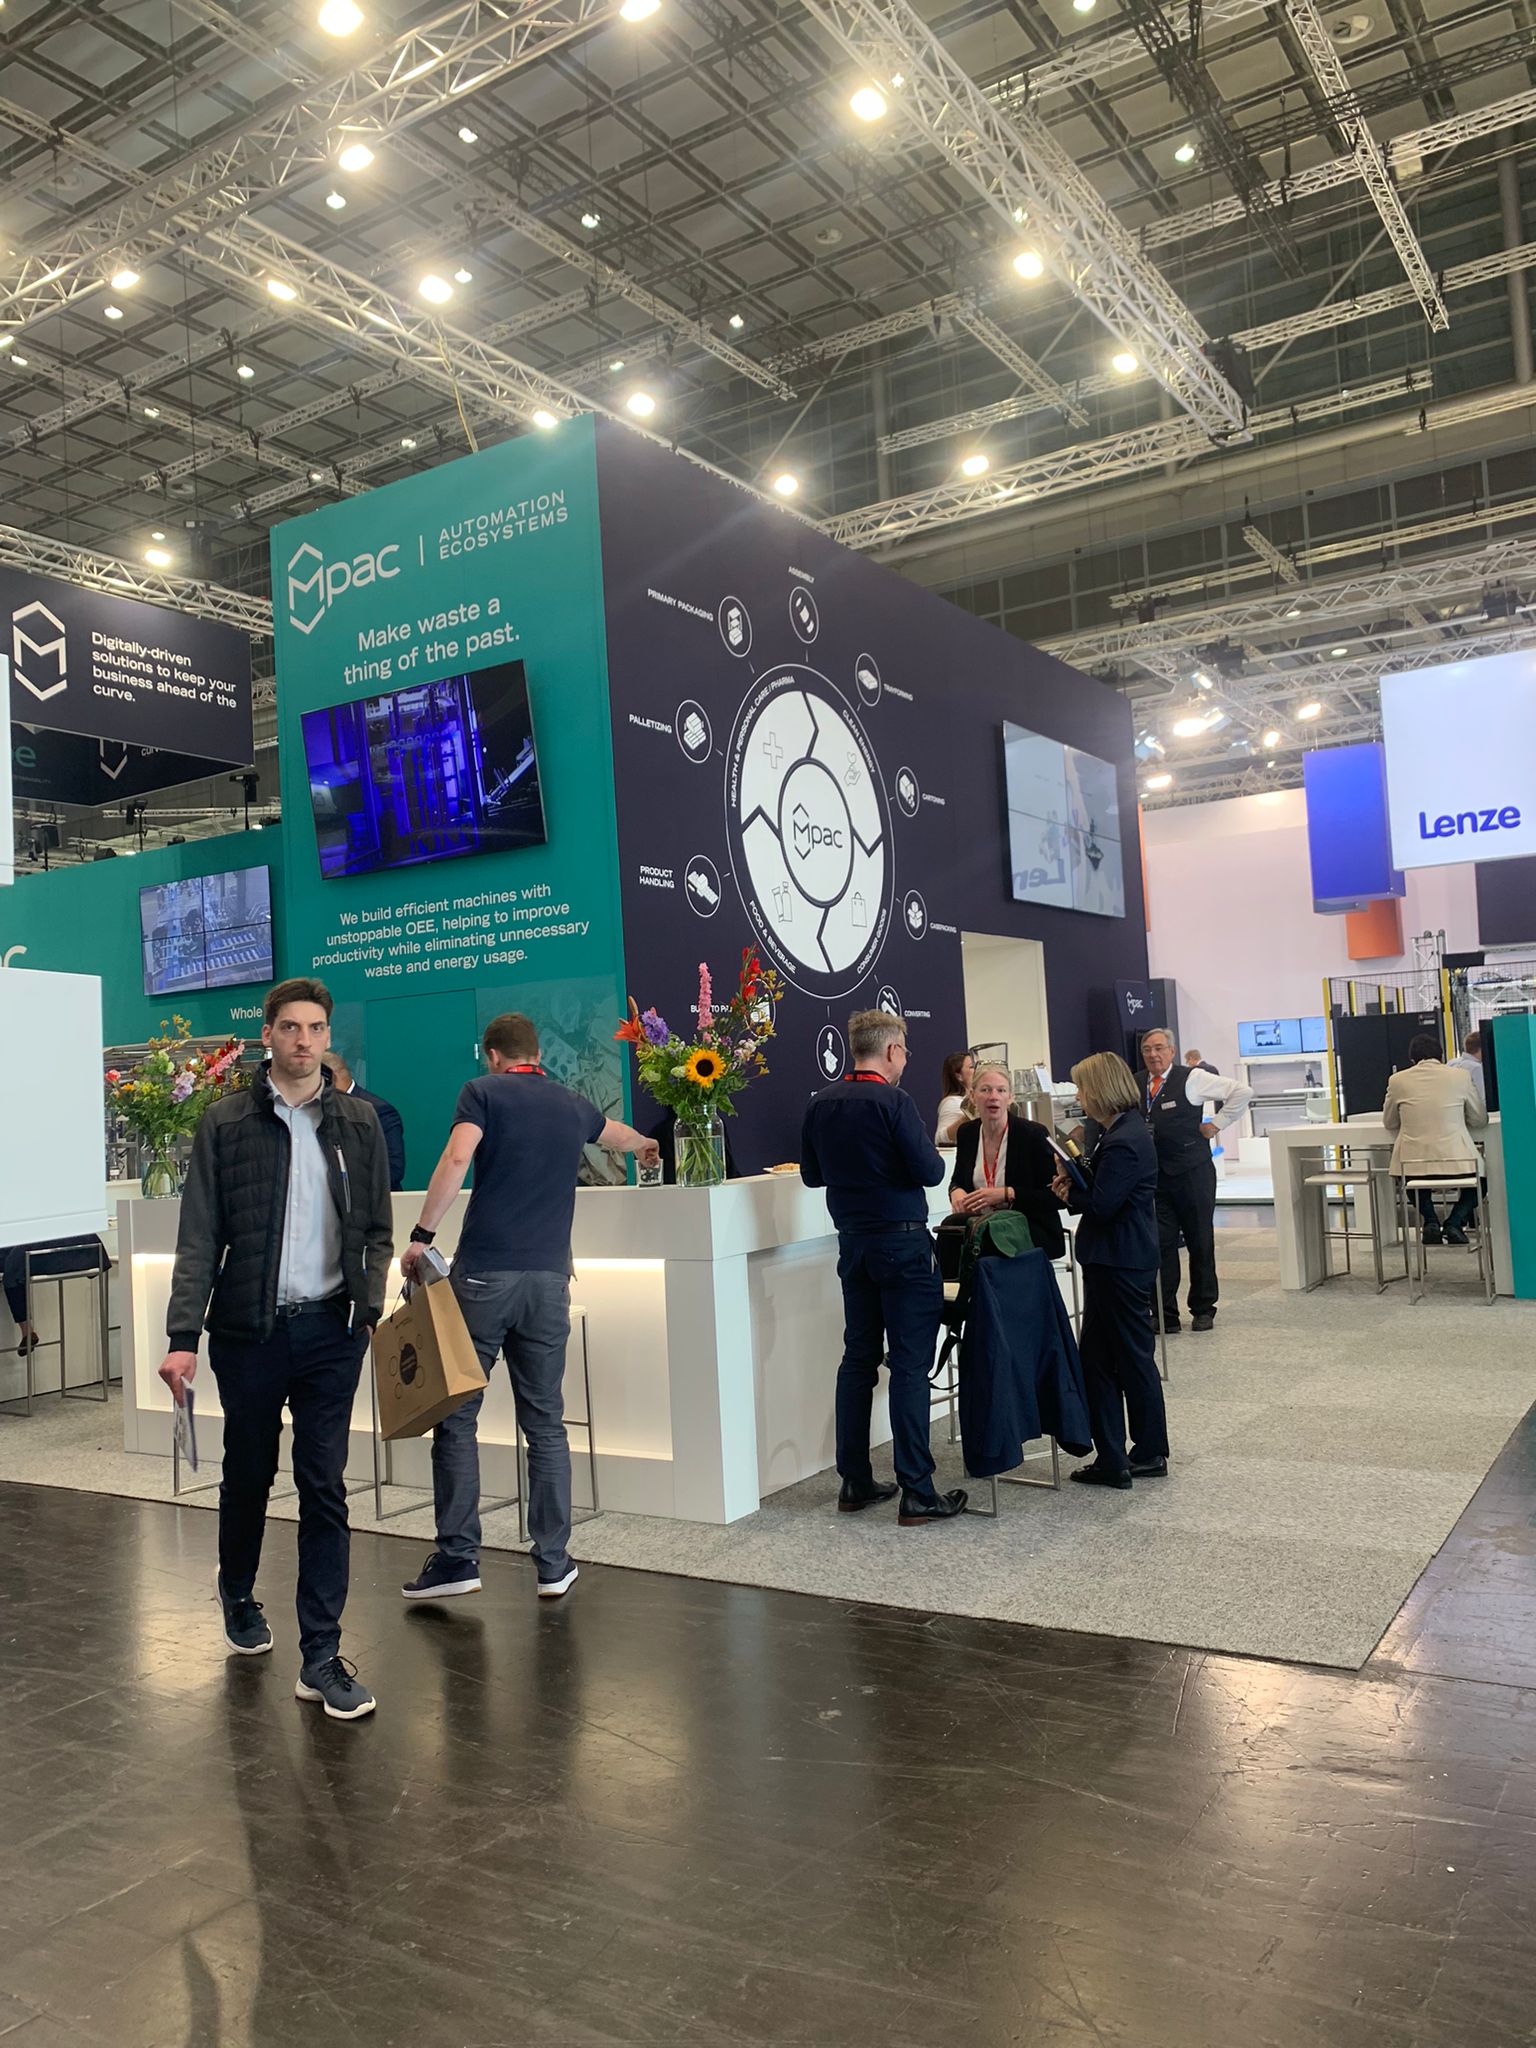 Mpac | AUTOMATION
ECOSYSTEMS
Make waste a
thing of the past.
We build efficient machines with
unstoppable OEE, helping to improve
productivity while eliminating unnecessary
waste and energy usage.
Digitally-driven
solutions to keep your
business ahead of the
curve.
Whole
ASSEMBLY
PRIMARY PACKAGING
TRAYFORMING
PALLETIZING
CARTONING
PRODUCT
HANDLING
CASEPACKING
CONVERTING
HEALTH & PERSONAL CARE / PHARMA
CLEAN ENERGY
FOOD & BEVERAGE
CONSUMER GOODS
Mpac
Mpac
Lenze